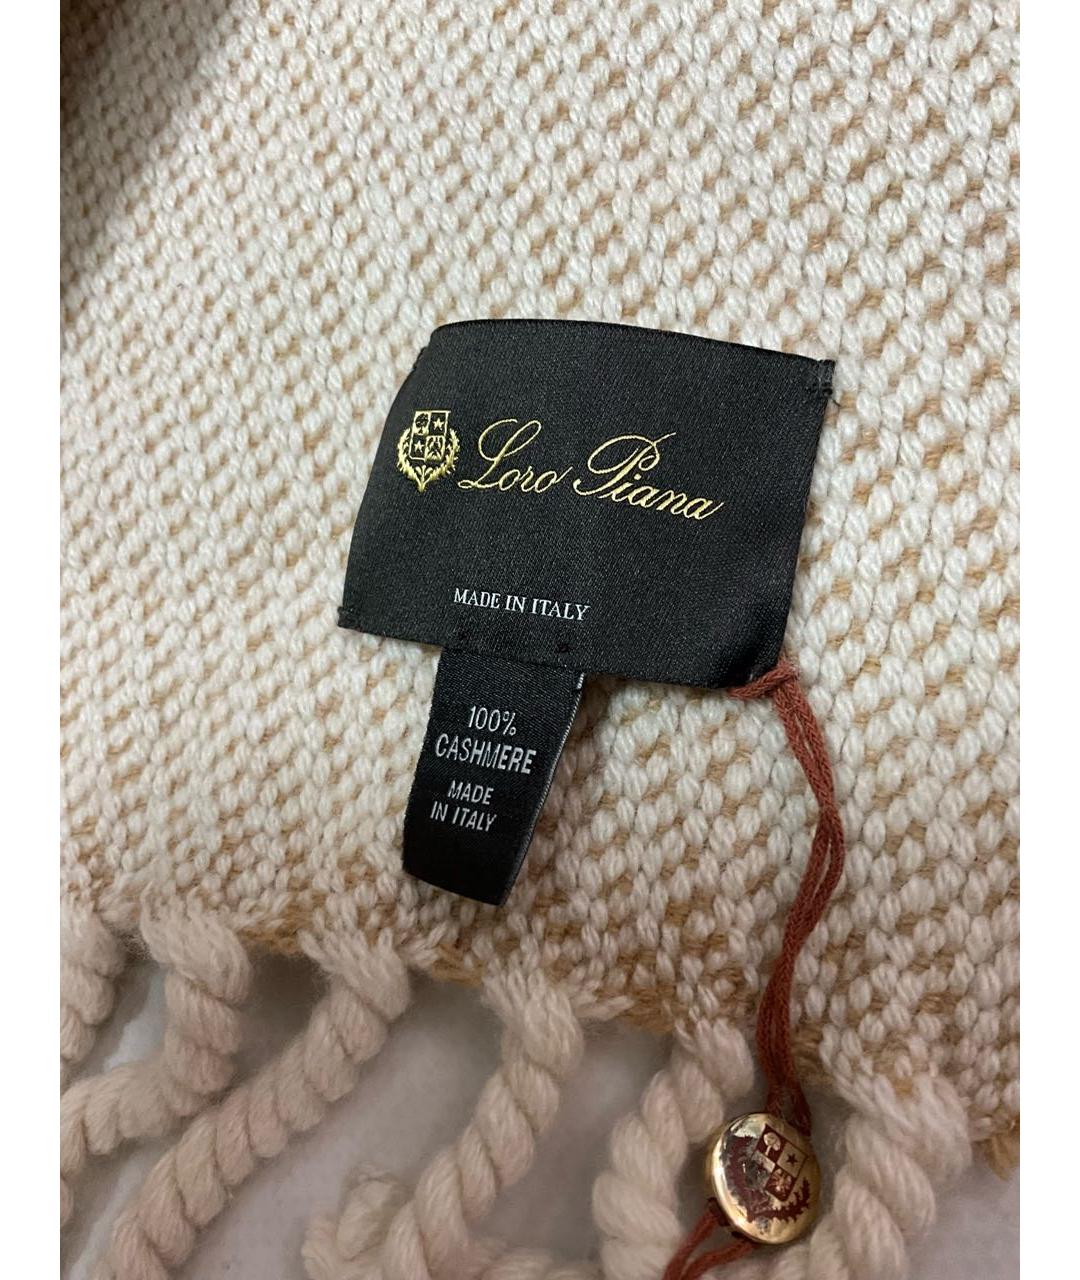 Loro Piana
MADE IN ITALY
100%
CASHMERE
MADE
IN ITALY